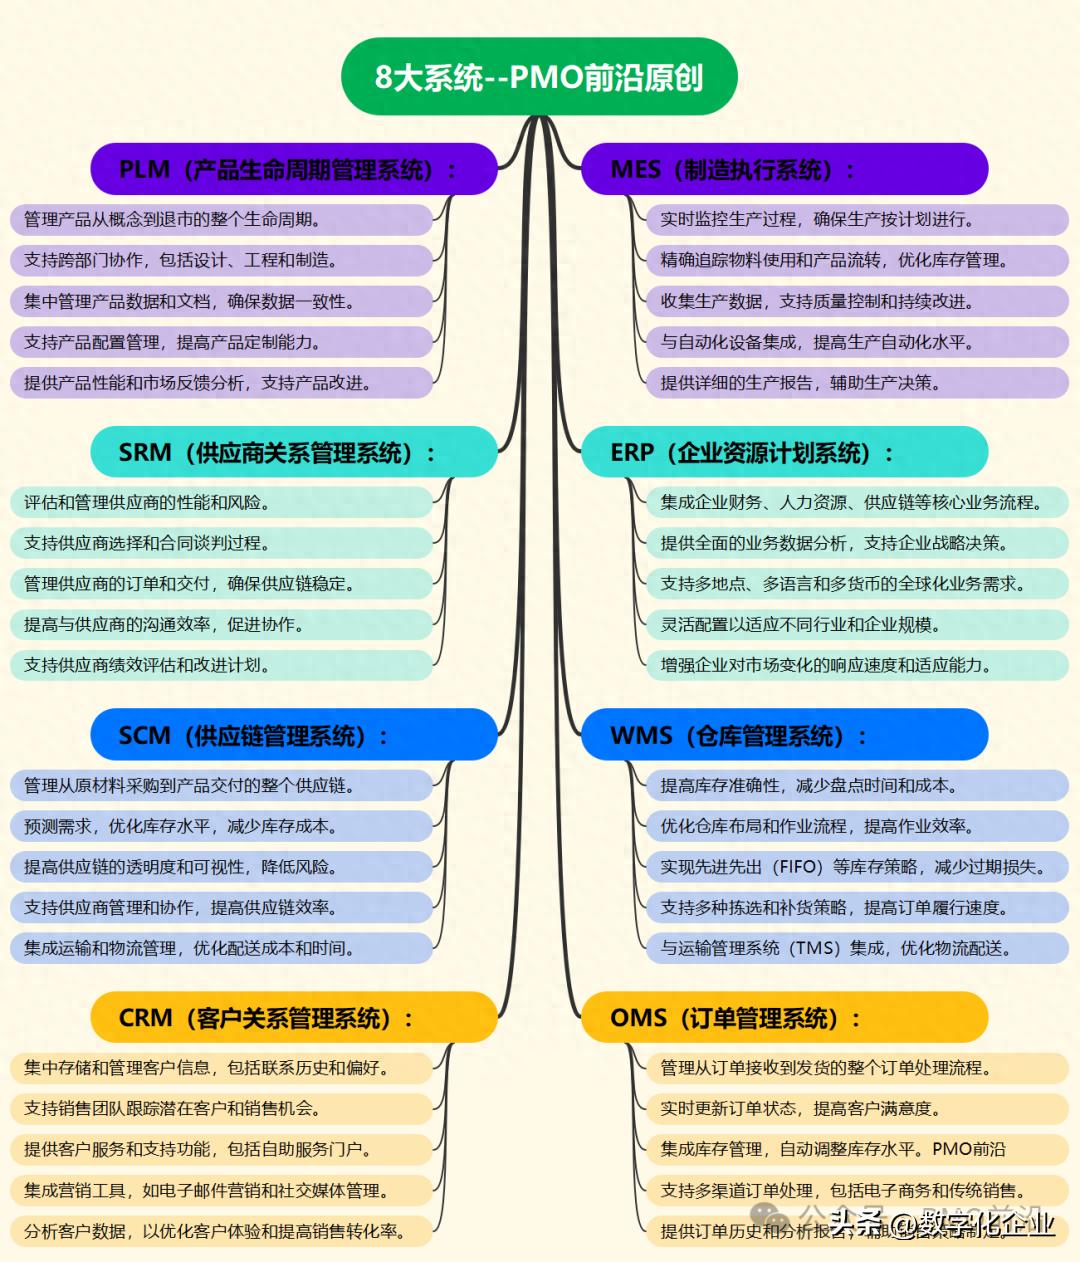 8大系统--PMO前沿原创
PLM（产品生命周期管理系统）：
管理产品从概念到退市的整个生命周期。
支持跨部门协作，包括设计、工程和制造。
集中管理产品数据和文档，确保数据一致性。
支持产品配置管理，提高产品定制能力。
提供产品性能和市场反馈分析，支持产品改进。
MES（制造执行系统）：
实时监控生产过程，确保生产按计划进行。
精确追踪物料使用和产品流转，优化库存管理。
收集生产数据，支持质量控制和持续改进。
与自动化设备集成，提高生产自动化水平。
提供详细的生产报告，辅助生产决策。
SRM（供应商关系管理系统）：
评估和管理供应商的性能和风险。
支持供应商选择和合同谈判过程。
管理供应商的订单和交付，确保供应链稳定。
提高与供应商的沟通效率，促进协作。
支持供应商绩效评估和改进计划。
ERP（企业资源计划系统）：
集成企业财务、人力资源、供应链等核心业务流程。
提供全面的业务数据分析，支持企业战略决策。
支持多地点、多语言和多货币的全球化业务需求。
灵活配置以适应不同行业和企业规模。
增强企业对市场变化的响应速度和适应能力。
SCM（供应链管理系统）：
管理从原材料采购到产品交付的整个供应链。
预测需求，优化库存水平，减少库存成本。
提高供应链的透明度和可视性，降低风险。
支持供应商管理和协作，提高供应链效率。
集成运输和物流管理，优化配送成本和时间。
WMS（仓库管理系统）：
提高库存准确性，减少盘点时间和成本。
优化仓库布局和作业流程，提高作业效率。
实现先进先出（FIFO）等库存策略，减少过期损失。
支持多种拣选和补货策略，提高订单履行速度。
与运输管理系统（TMS）集成，优化物流配送。
CRM（客户关系管理系统）：
集中存储和管理客户信息，包括联系历史和偏好。
支持销售团队跟踪潜在客户和销售机会。
提供客户服务和支持功能，包括自助服务门户。
集成营销工具，如电子邮件营销和社交媒体管理。
分析客户数据，以优化客户体验和提高销售转化率。
OMS（订单管理系统）：
管理从订单接收到发货的整个订单处理流程。
实时更新订单状态，提高客户满意度。
集成库存管理，自动调整库存水平。PMO前沿
支持多渠道订单处理，包括电子商务和传统销售。
提供订单历史和分析报告，
头条 @数字化企业